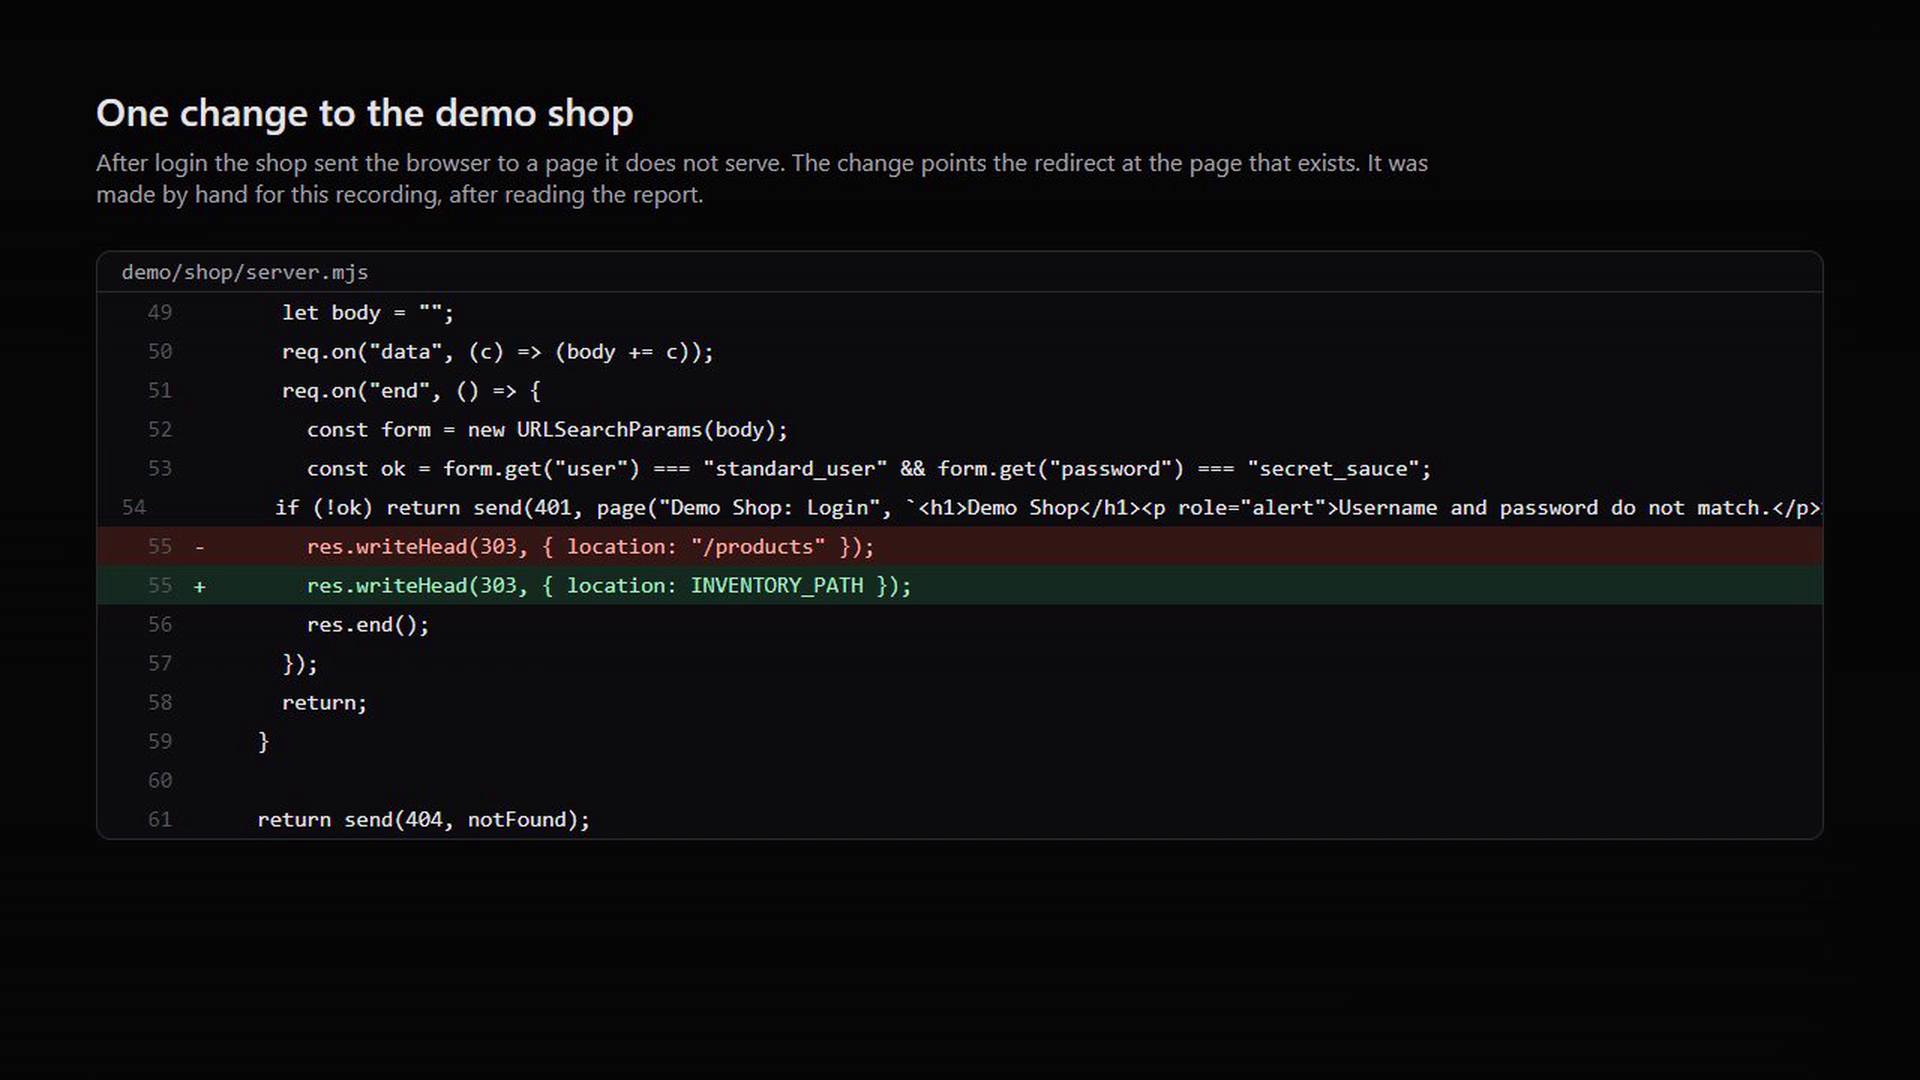 One change to the demo shop
After login the shop sent the browser to a page it does not serve. The change points the redirect at the page that exists. It was
made by hand for this recording, after reading the report.
demo/shop/server.mjs
49 let body = "";
50 req.on("data", (c) => (body += c));
51 req.on("end", () => {
52 const form = new URLSearchParams(body);
53 const ok = form.get("user") === "standard_user" && form.get("password") === "secret_sauce";
54 if (!ok) return send(401, page("Demo Shop: Login", `<h1>Demo Shop</h1><p role="alert">Username and password do not match.</p>
55 - res.writeHead(303, { location: "/products" });
55 + res.writeHead(303, { location: INVENTORY_PATH });
56 res.end();
57 });
58 return;
59 }
60
61 return send(404, notFound);